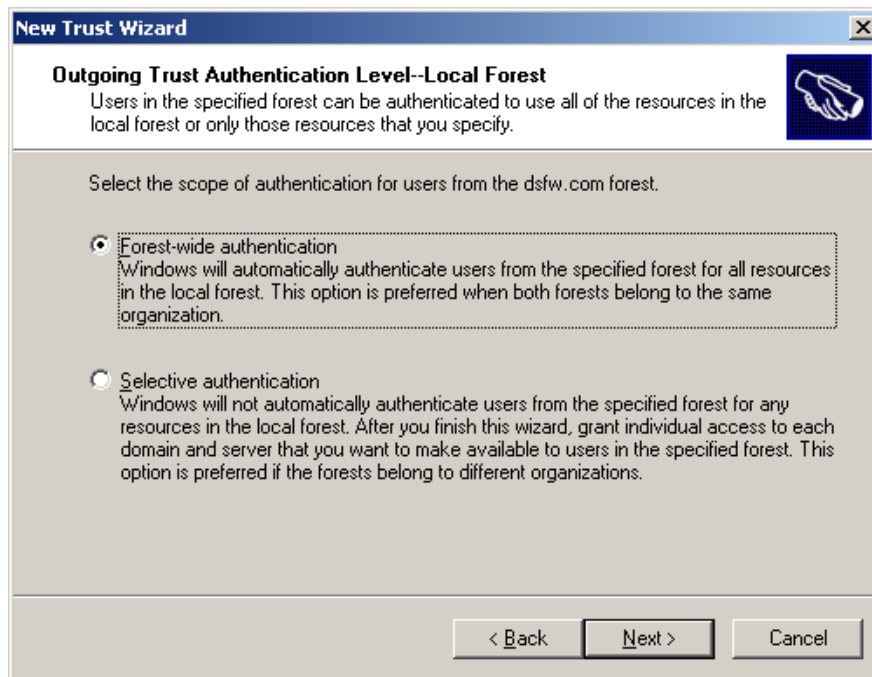 New Trust Wizard
Outgoing Trust Authentication Level--Local Forest
Users in the specified forest can be authenticated to use all of the resources in the
local forest or only those resources that you specify.
Select the scope of authentication for users from the dsfw.com forest.
Forest-wide authentication
Windows will automatically authenticate users from the specified forest for all resources
in the local forest. This option is preferred when both forests belong to the same
organization.
Selective authentication
Windows will not automatically authenticate users from the specified forest for any
resources in the local forest. After you finish this wizard, grant individual access to each
domain and server that you want to make available to users in the specified forest. This
option is preferred if the forests belong to different organizations.
< Back Next > Cancel